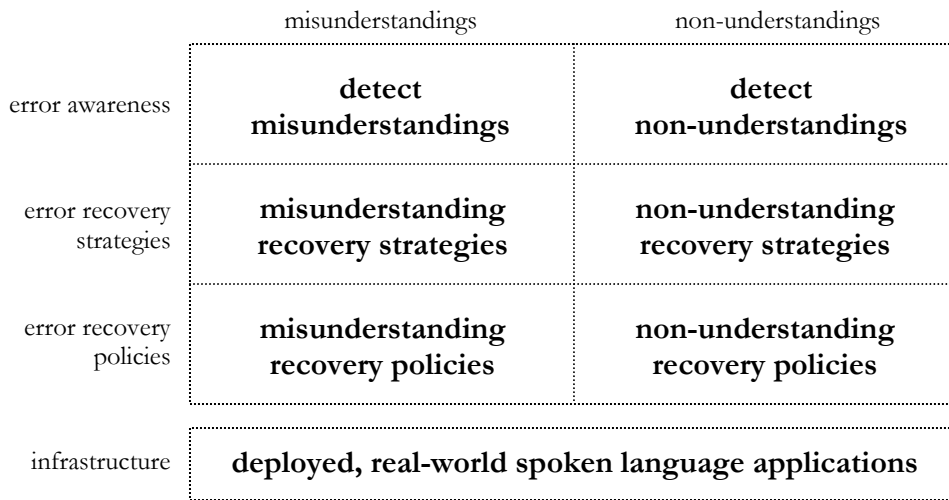 misunderstandings non-understandings
error awareness
detect
misunderstandings
detect
non-understandings
error recovery
strategies
misunderstanding
recovery strategies
non-understanding
recovery strategies
error recovery
policies
misunderstanding
recovery policies
non-understanding
recovery policies
infrastructure
deployed, real-world spoken language applications